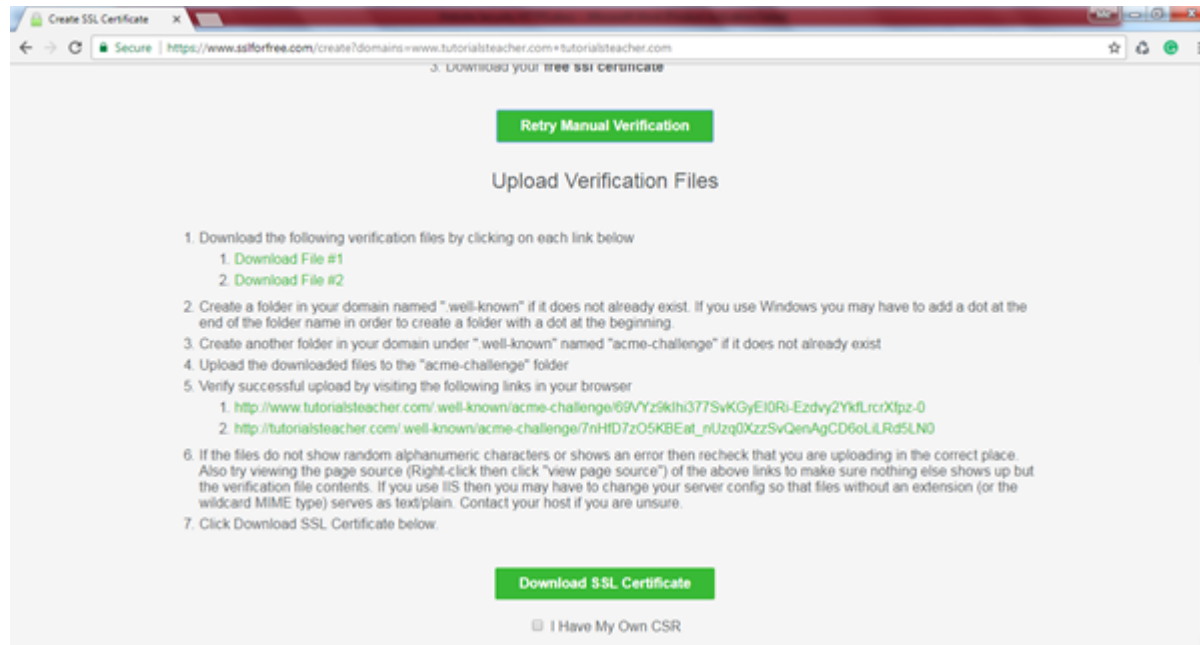 Create SSL Certificate
Secure | https://www.sslforfree.com/create?domains=www.tutorialsteacher.com+tutorialsteacher.com
3. Download your free ssl certificate
Retry Manual Verification
Upload Verification Files
1. Download the following verification files by clicking on each link below
1. Download File #1
2. Download File #2
2. Create a folder in your domain named ".well-known" if it does not already exist. If you use Windows you may have to add a dot at the
end of the folder name in order to create a folder with a dot at the beginning.
3. Create another folder in your domain under ".well-known" named "acme-challenge" if it does not already exist
4. Upload the downloaded files to the "acme-challenge" folder
5. Verify successful upload by visiting the following links in your browser
1. http://www.tutorialsteacher.com/.well-known/acme-challenge/69VYz9klhi377SvKGyEI0Ri-Ezdvy2YkfLrcrXfpz-0
2. http://tutorialsteacher.com/.well-known/acme-challenge/7nHfD7zO5KBEat_nUzq0XzzSvQenAgCD6oLiLRd5LN0
6. If the files do not show random alphanumeric characters or shows an error then recheck that you are uploading in the correct place.
Also try viewing the page source (Right-click then click "view page source") of the above links to make sure nothing else shows up but
the verification file contents. If you use IIS then you may have to change your server config so that files without an extension (or the
wildcard MIME type) serves as text/plain. Contact your host if you are unsure.
7. Click Download SSL Certificate below.
Download SSL Certificate
I Have My Own CSR